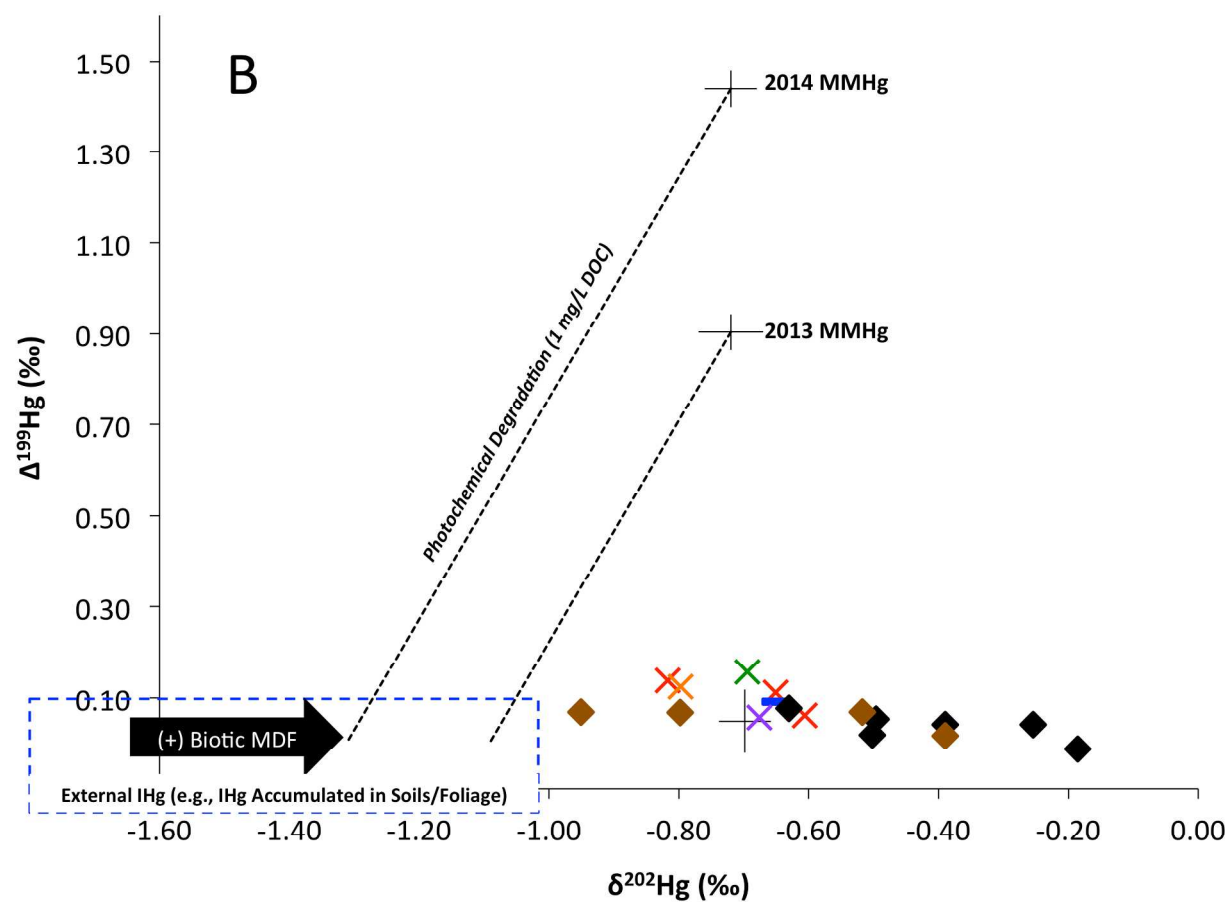 B
1.50
1.30
1.10
0.90
0.70
0.50
0.30
0.10
Δ¹⁹⁹Hg (‰)
2014 MMHg
2013 MMHg
Photochemical Degradation (1 mg/L DOC)
(+) Biotic MDF
External IHg (e.g., IHg Accumulated in Soils/Foliage)
-1.60 -1.40 -1.20 -1.00 -0.80 -0.60 -0.40 -0.20 0.00
δ²⁰²Hg (‰)